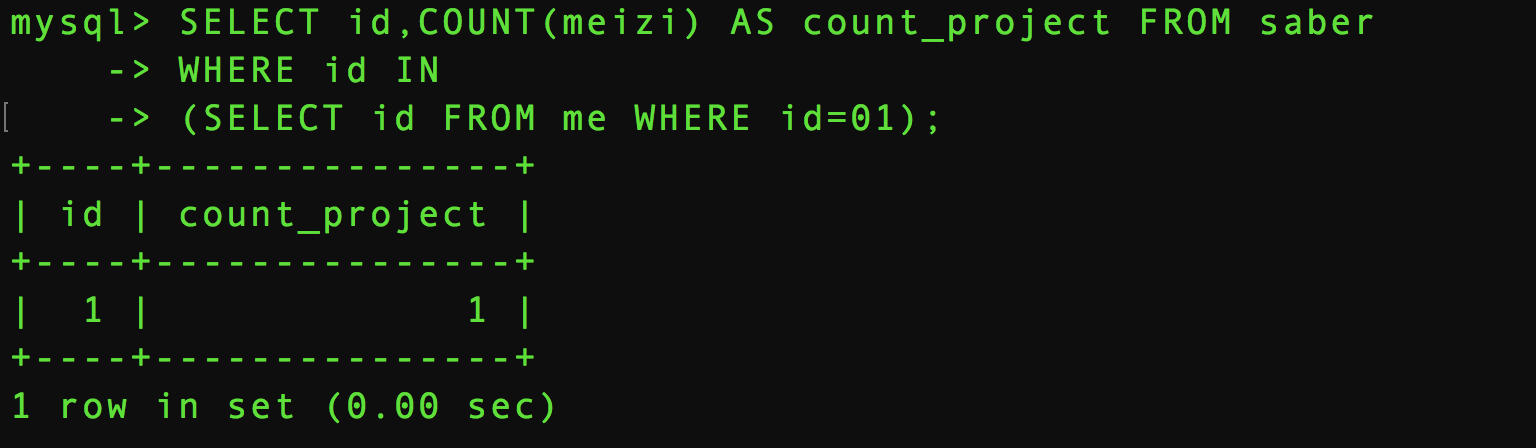 mysql> SELECT id,COUNT(meizi) AS count_project FROM saber
    -> WHERE id IN
[    -> (SELECT id FROM me WHERE id=01);
+----+---------------+
| id | count_project |
+----+---------------+
|  1 |             1 |
+----+---------------+
1 row in set (0.00 sec)